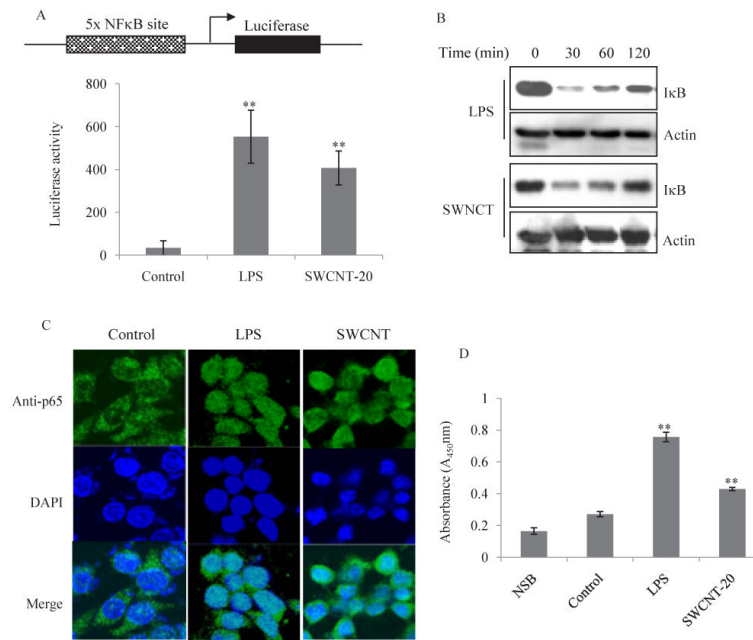 A
5x NFκB site
Luciferase
800
600
400
200
0
Luciferase activity
**
**
Control LPS SWCNT-20
B
Time (min) 0 30 60 120
LPS
IκB
Actin
SWNCT
IκB
Actin
C
Control LPS SWCNT
Anti-p65
DAPI
Merge
D
1
0.8
0.6
0.4
0.2
0
Absorbance (A450nm)
**
**
NSB Control LPS SWCNT-20